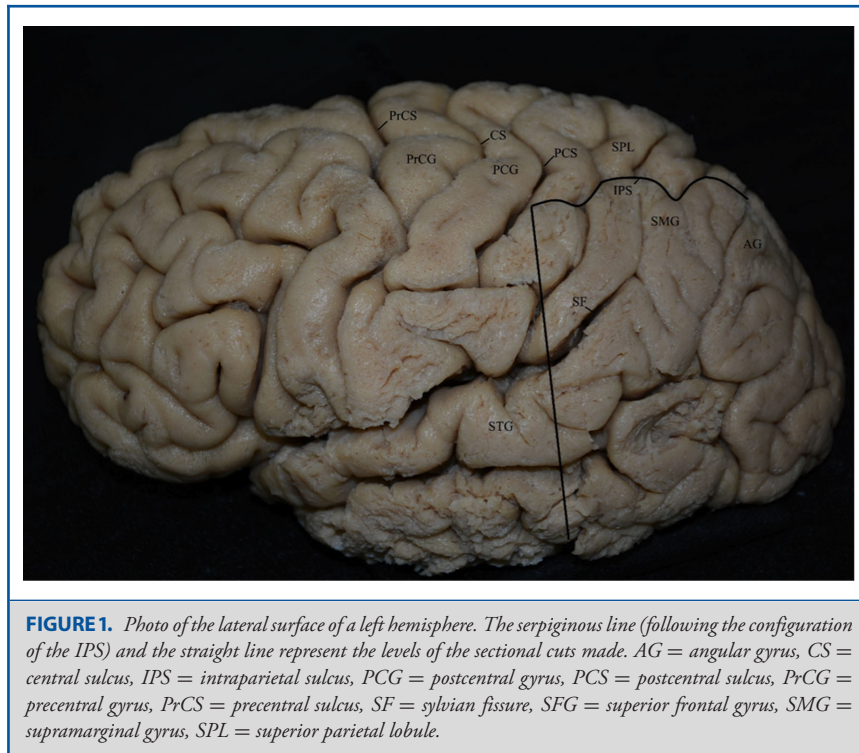 PrCS
CS
PrCG
PCG
PCS
SPL
IPS
SMG
AG
SF
STG
FIGURE 1. Photo of the lateral surface of a left hemisphere. The serpiginous line (following the configuration
of the IPS) and the straight line represent the levels of the sectional cuts made. AG = angular gyrus, CS =
central sulcus, IPS = intraparietal sulcus, PCG = postcentral gyrus, PCS = postcentral sulcus, PrCG =
precentral gyrus, PrCS = precentral sulcus, SF = sylvian fissure, SFG = superior frontal gyrus, SMG =
supramarginal gyrus, SPL = superior parietal lobule.